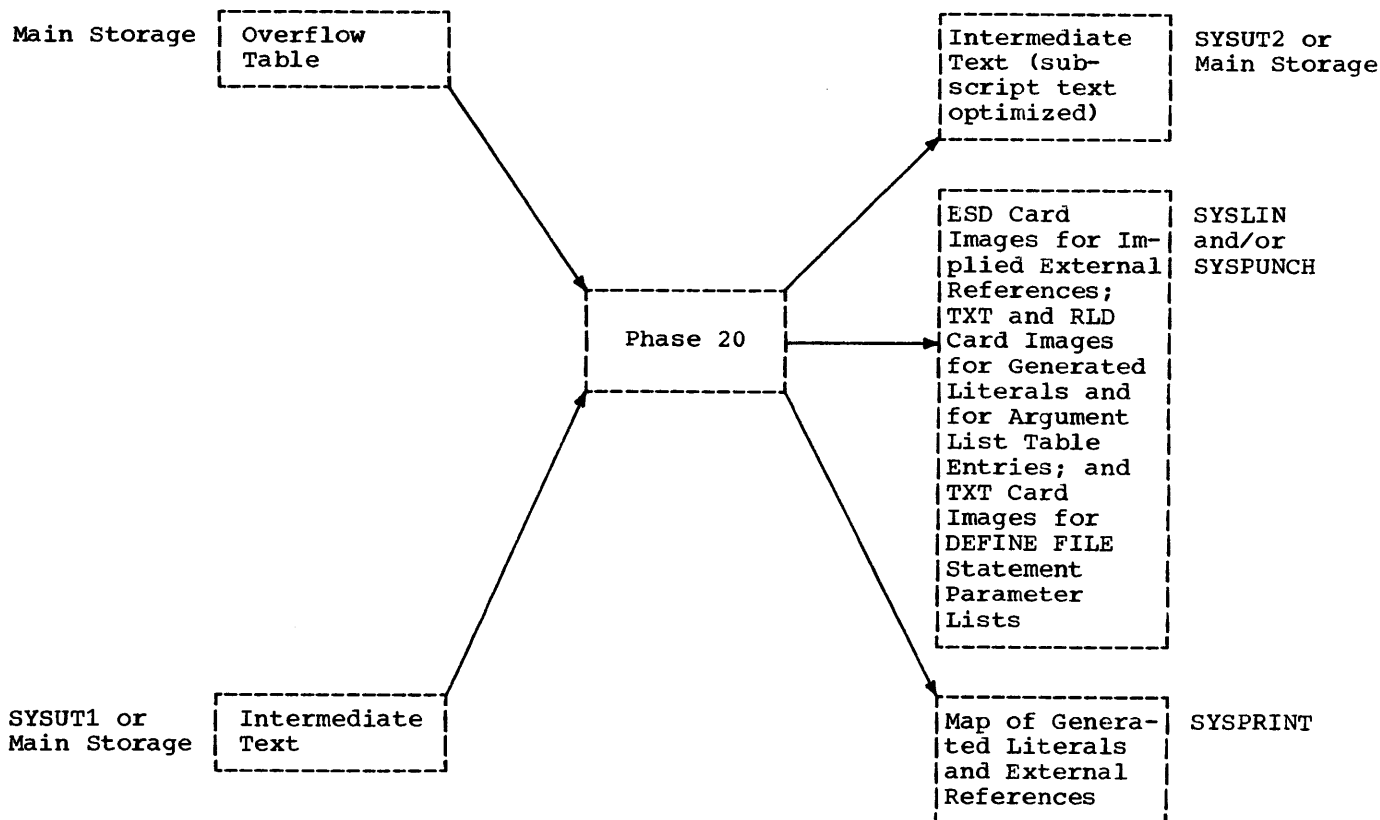 Main Storage
Overflow
Table
Intermediate
Text (sub-
script text
optimized)
SYSUT2 or
Main Storage
ESD Card
Images for Im-
plied External
References;
TXT and RLD
Card Images
for Generated
Literals and
for Argument
List Table
Entries; and
TXT Card
Images for
DEFINE FILE
Statement
Parameter
Lists
SYSLIN
and/or
SYSPUNCH
Phase 20
SYSUT1 or
Main Storage
Intermediate
Text
Map of Genera-
ted Literals
and External
References
SYSPRINT